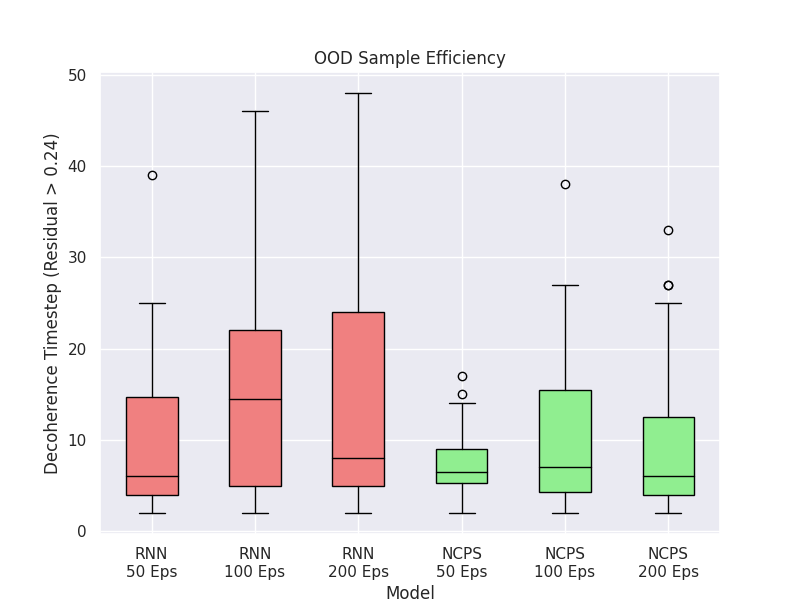 OOD Sample Efficiency
Decoherence Timestep (Residual > 0.24)
50
40
30
20
10
0
RNN
50 Eps
RNN
100 Eps
RNN
200 Eps
NCPS
50 Eps
NCPS
100 Eps
NCPS
200 Eps
Model